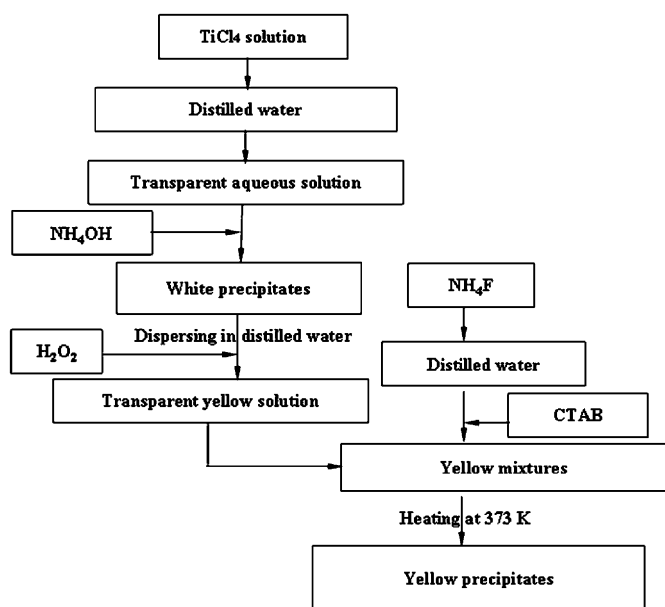 TiCl₄ solution
Distilled water
Transparent aqueous solution
NH₄OH
White precipitates
NH₄F
Dispersing in distilled water
H₂O₂
Distilled water
Transparent yellow solution
CTAB
Yellow mixtures
Heating at 373 K
Yellow precipitates